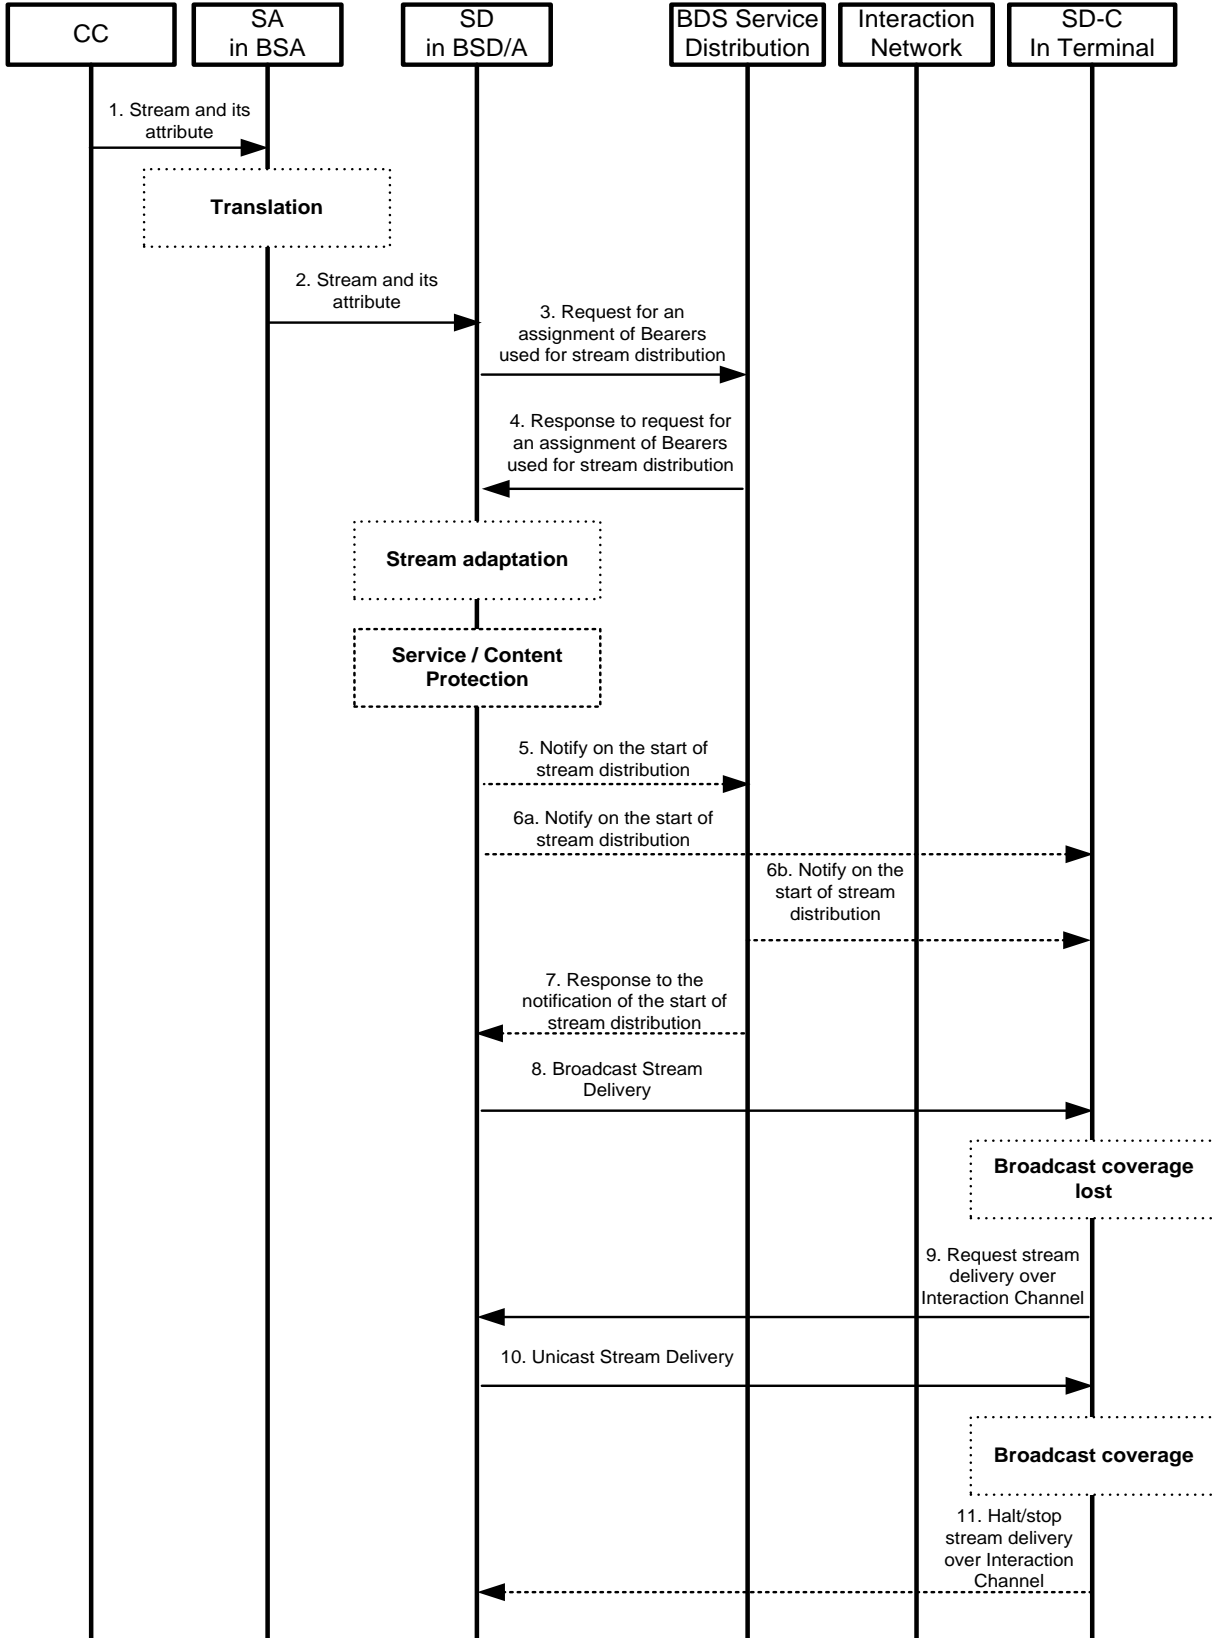 CC
SA
in BSA
SD
in BSD/A
BDS Service
Distribution
Interaction
Network
SD-C
In Terminal
1. Stream and its
attribute
Translation
2. Stream and its
attribute
3. Request for an
assignment of Bearers
used for stream distribution
4. Response to request for
an assignment of Bearers
used for stream distribution
Stream adaptation
Service / Content
Protection
5. Notify on the start of
stream distribution
6a. Notify on the start of
stream distribution
6b. Notify on the
start of stream
distribution
7. Response to the
notification of the start of
stream distribution
8. Broadcast Stream
Delivery
Broadcast coverage
lost
9. Request stream
delivery over
Interaction Channel
10. Unicast Stream Delivery
Broadcast coverage
11. Halt/stop
stream delivery
over Interaction
Channel